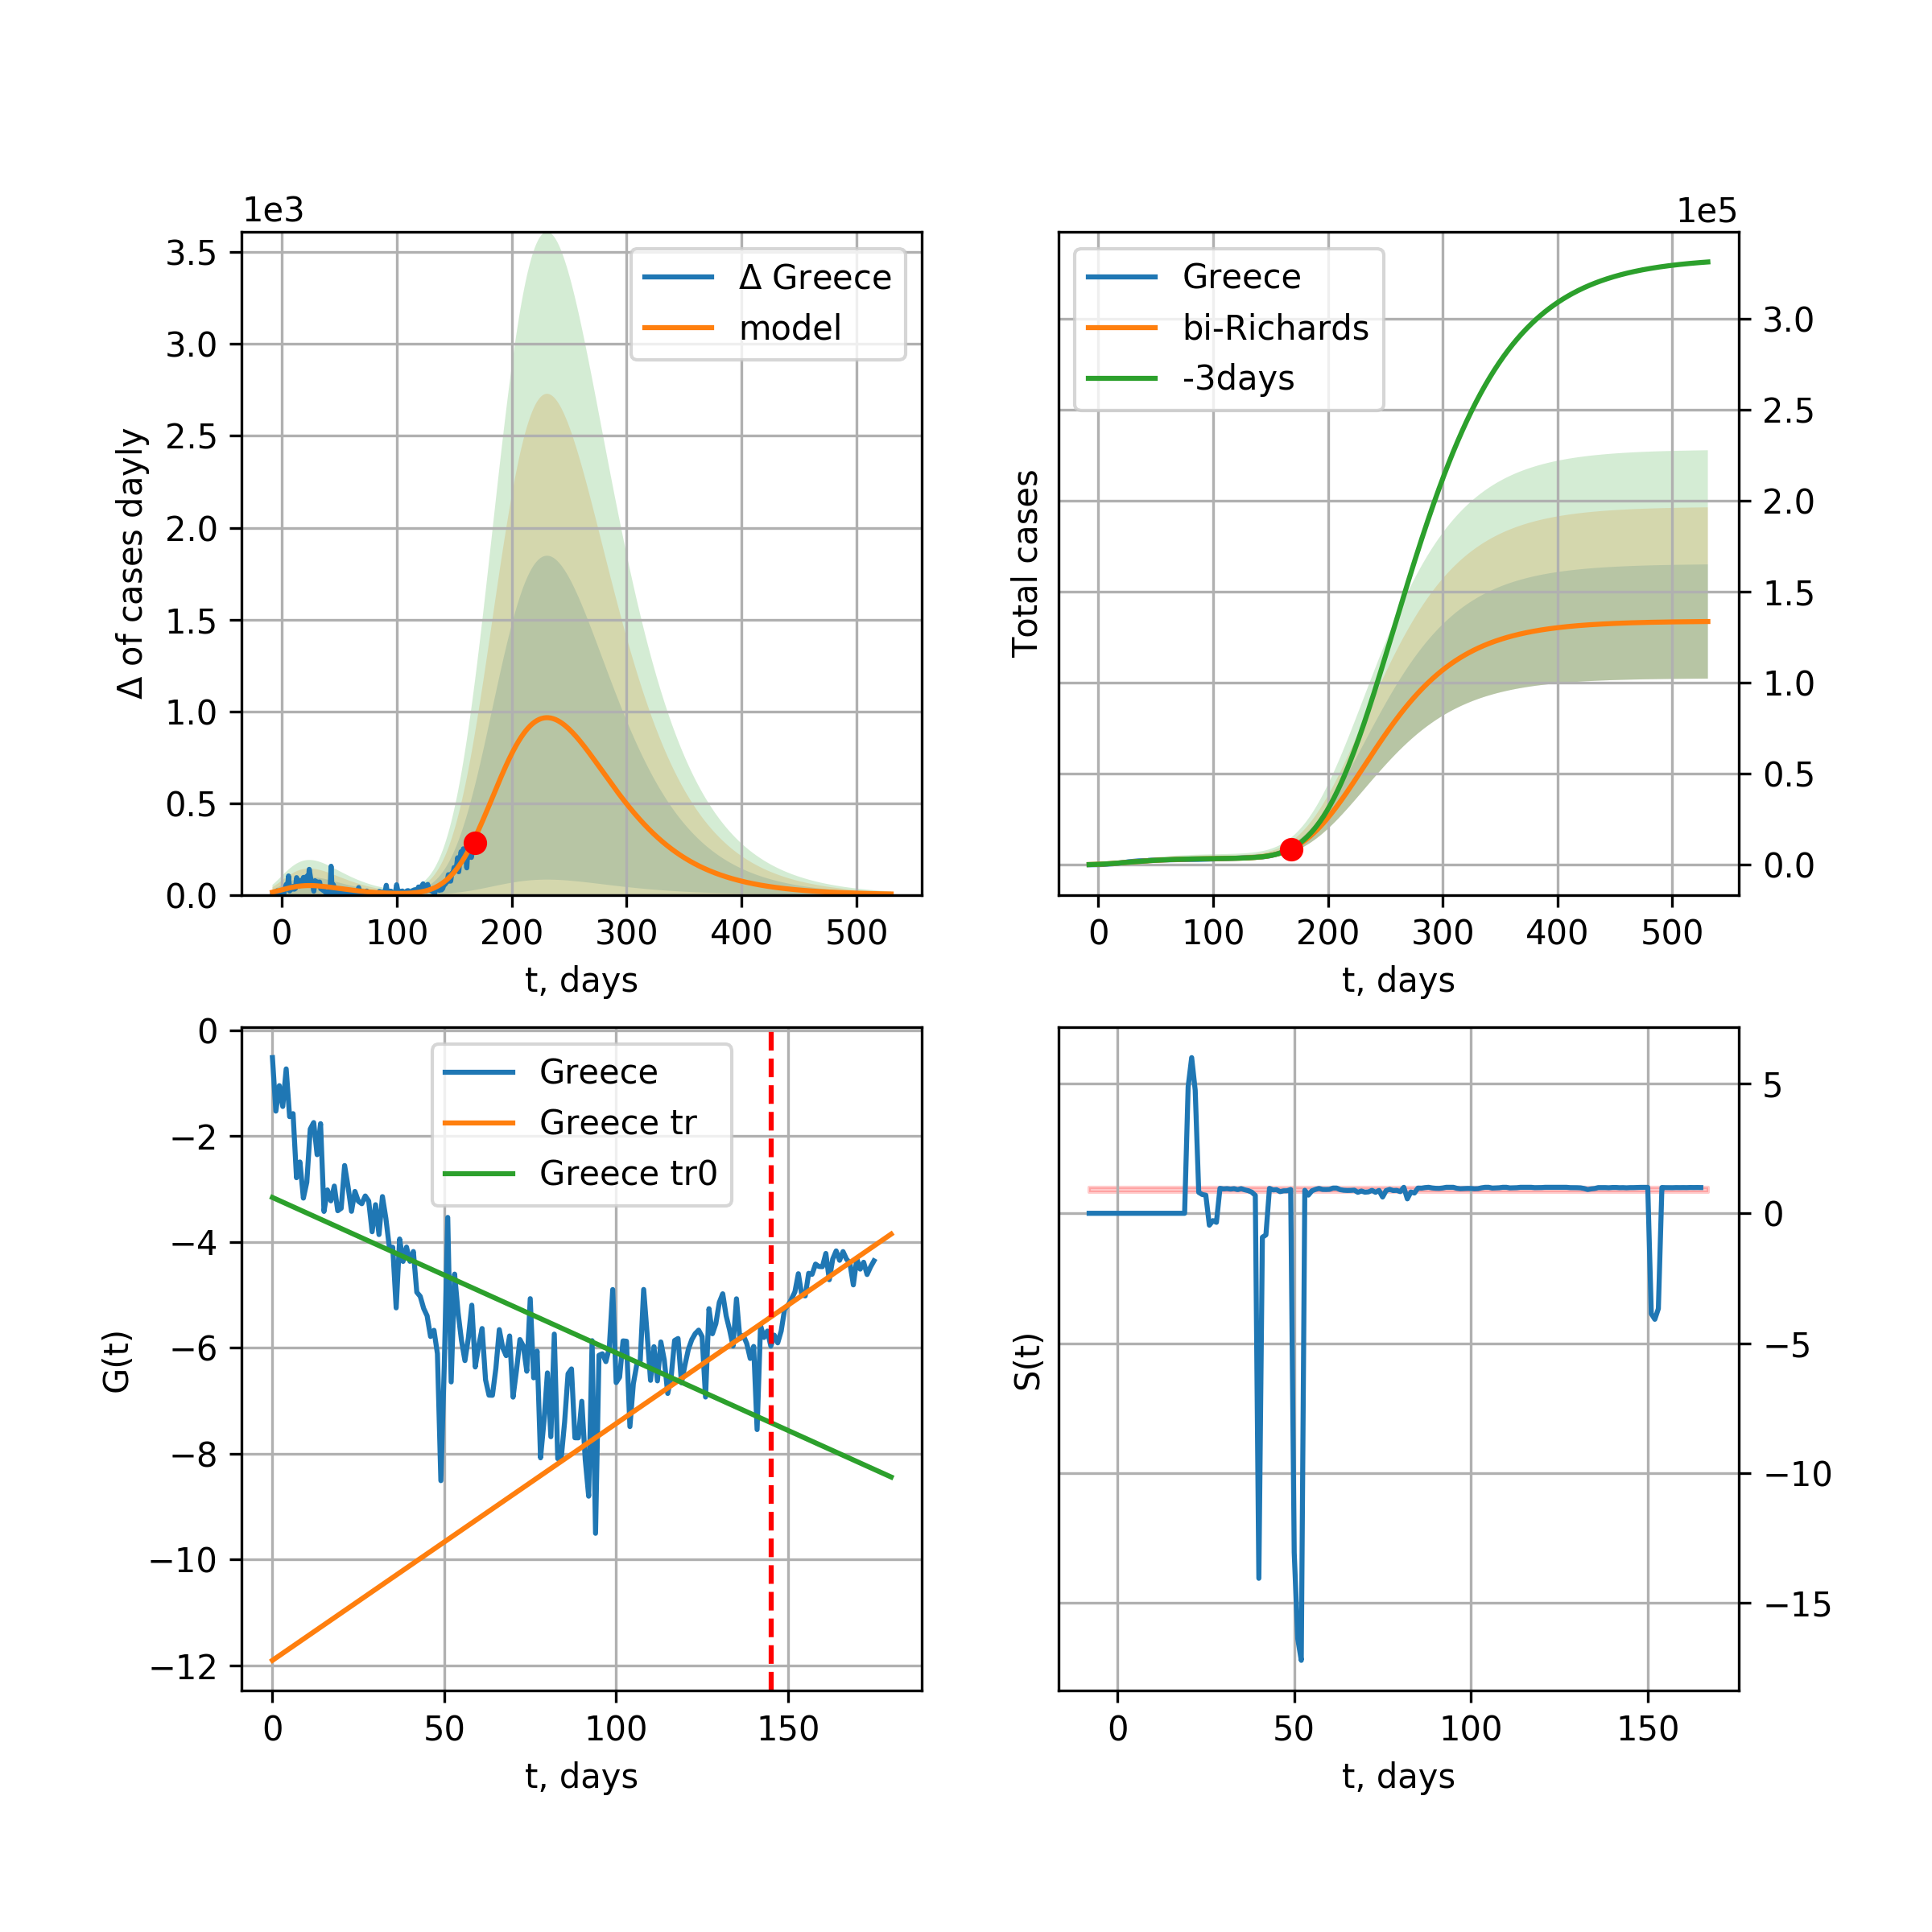 1e3
3.5
3.0
2.5
2.0
1.5
1.0
0.5
0.0
Δ of cases dayly
Δ Greece
model
0 100 200 300 400 500
t, days
1e5
Greece
bi-Richards
-3days
Total cases
3.0
2.5
2.0
1.5
1.0
0.5
0.0
0 100 200 300 400 500
t, days
0
−2
−4
−6
−8
−10
−12
G(t)
Greece
Greece tr
Greece tr0
0 50 100 150
t, days
S(t)
5
0
−5
−10
−15
0 50 100 150
t, days